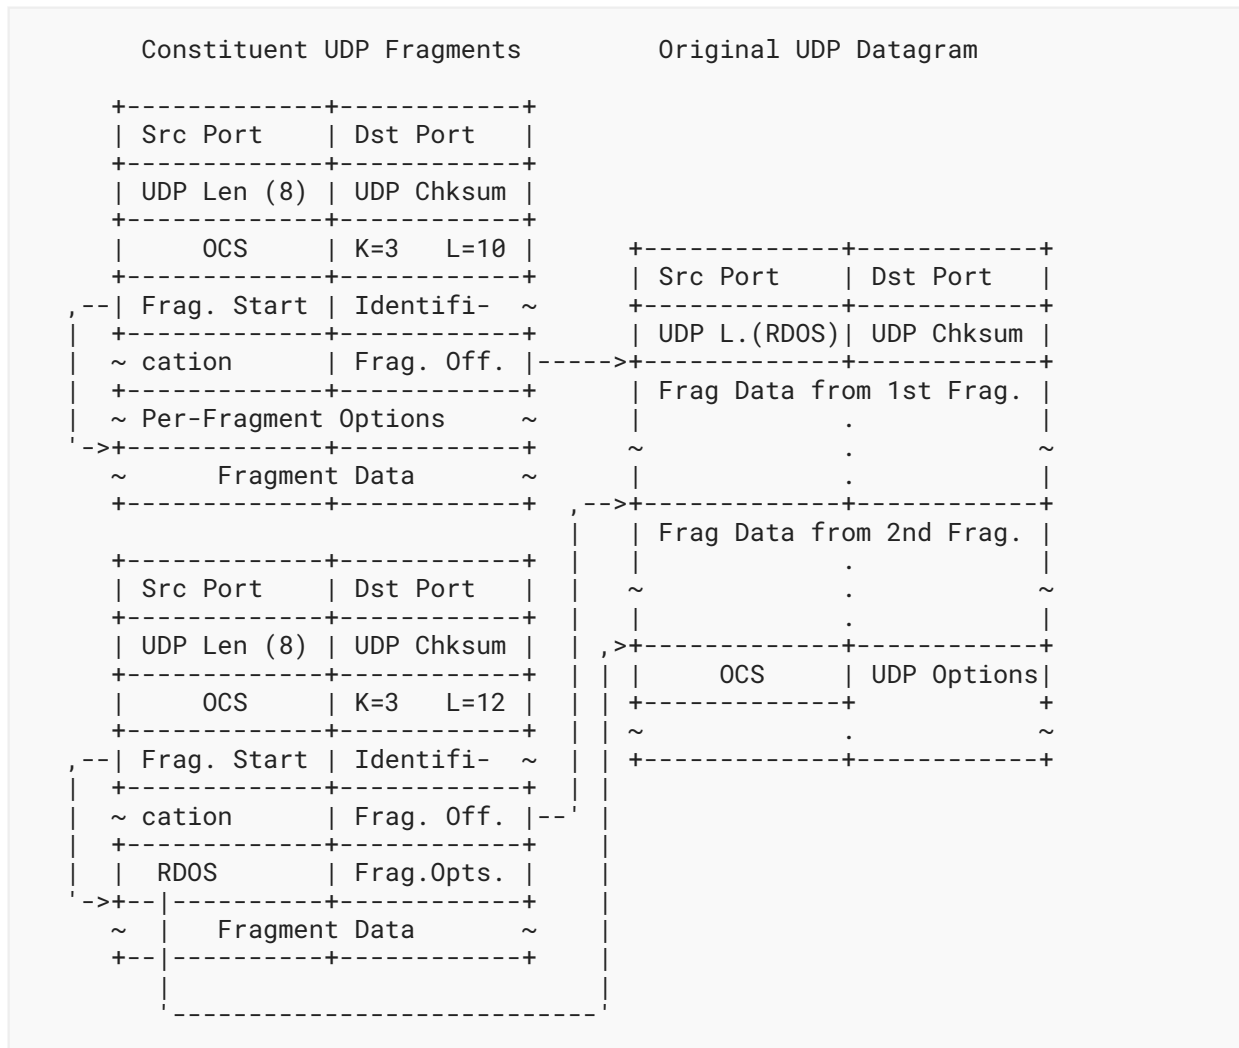 Constituent UDP Fragments         Original UDP Datagram

   +-------------+------------+
   | Src Port    | Dst Port   |
   +-------------+------------+
   | UDP Len (8) | UDP Chksum |
   +-------------+------------+
   |     OCS     | K=3   L=10 |      +-------------+------------+
   +-------------+------------+      | Src Port    | Dst Port   |
,--| Frag. Start | Identifi-  ~      +-------------+------------+
|  +-------------+------------+      | UDP L.(RDOS)| UDP Chksum |
|  ~ cation      | Frag. Off. |----->+-------------+------------+
|  +-------------+------------+      | Frag Data from 1st Frag. |
|  ~ Per-Fragment Options     ~      |             .            |
'->+-------------+------------+      ~             .            ~
   ~      Fragment Data       ~      |             .            |
   +-------------+------------+  ,-->+-------------+------------+
                              |   | Frag Data from 2nd Frag. |
   +-------------+------------+  |   |             .            |
   | Src Port    | Dst Port   |  |   ~             .            ~
   +-------------+------------+  |   |             .            |
   | UDP Len (8) | UDP Chksum |  | ,>+-------------+------------+
   +-------------+------------+  | | |     OCS     | UDP Options|
   |     OCS     | K=3   L=12 |  | | +-------------+            +
   +-------------+------------+  | | ~             .            ~
,--| Frag. Start | Identifi-  ~  | | +-------------+------------+
|  +-------------+------------+  | |
|  ~ cation      | Frag. Off. |--' |
|  +-------------+------------+    |
|  |  RDOS       | Frag.Opts. |    |
'->+--|----------+------------+    |
   ~  |   Fragment Data       ~    |
   +--|----------+------------+    |
      |                            |
      '----------------------------'